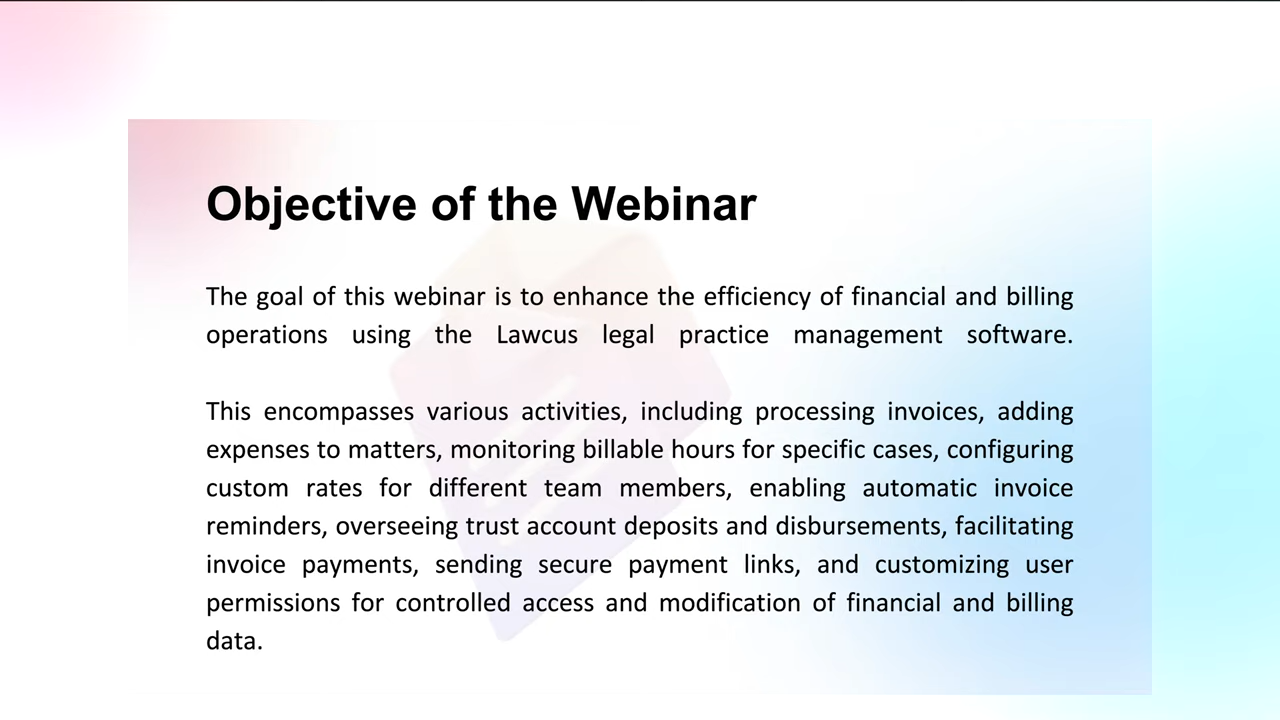 Objective of the Webinar
The goal of this webinar is to enhance the efficiency of financial and billing
operations using the Lawcus legal practice management software.
This encompasses various activities, including processing invoices, adding
expenses to matters, monitoring billable hours for specific cases, configuring
custom rates for different team members, enabling automatic invoice
reminders, overseeing trust account deposits and disbursements, facilitating
invoice payments, sending secure payment links, and customizing user
permissions for controlled access and modification of financial and billing
data.